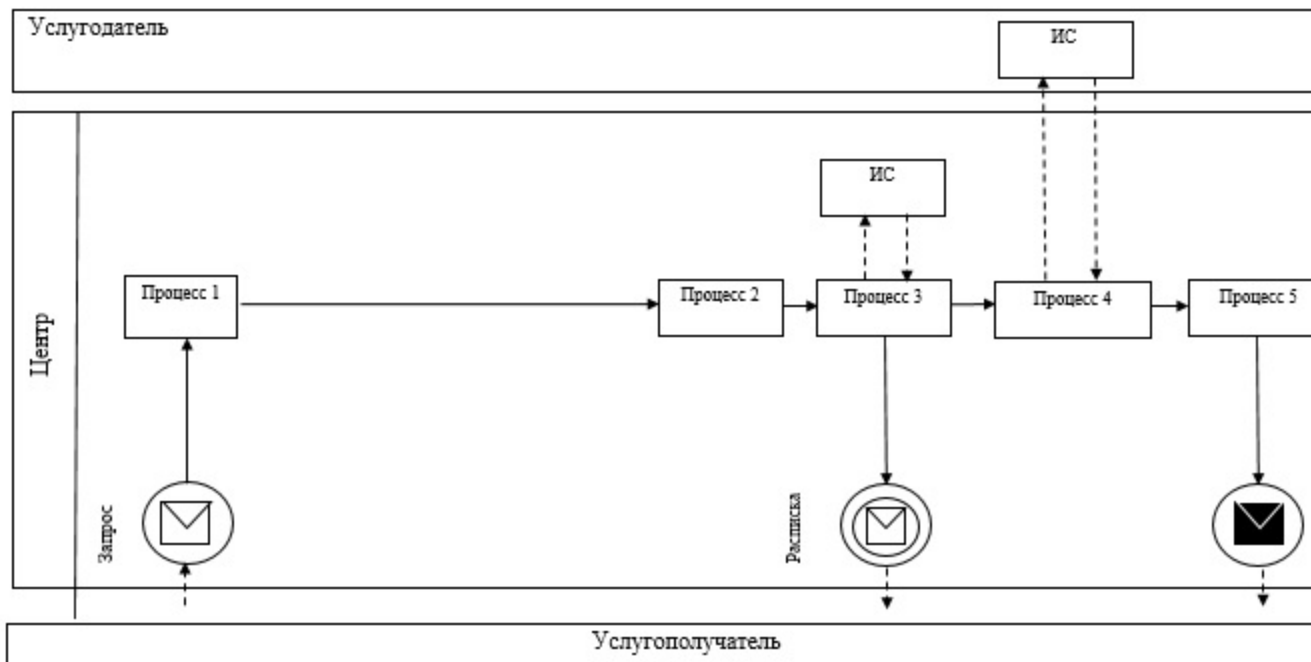 Услугодатель
ИС
ИС
Процесс 1
Процесс 2
Процесс 3
Процесс 4
Процесс 5
Центр
Запрос
Расписка
Услугополучатель